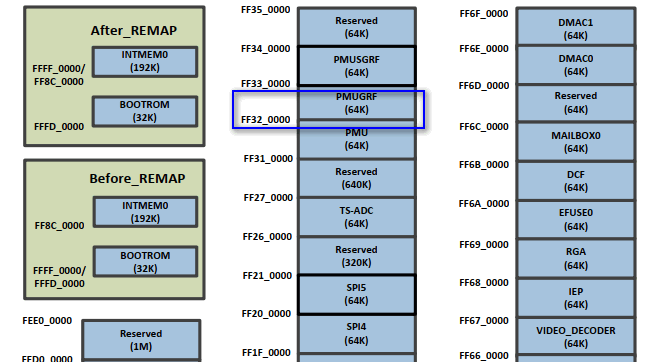 After_REMAP
INTMEM0
(192K)
FFFF_0000/
FF8C_0000
BOOTROM
(32K)
FFFD_0000
Before_REMAP
INTMEM0
(192K)
FF8C_0000
BOOTROM
(32K)
FFFF_0000/
FFFD_0000
FEE0_0000
Reserved
(1M)
FED0_0000
FF35_0000
Reserved
(64K)
FF34_0000
PMUSGRF
(64K)
FF33_0000
PMUGRF
(64K)
FF32_0000
PMU
(64K)
FF31_0000
Reserved
(640K)
FF27_0000
TS-ADC
(64K)
FF26_0000
Reserved
(320K)
FF21_0000
SPI5
(64K)
FF20_0000
SPI4
(64K)
FF1F_0000
FF6F_0000
DMAC1
(64K)
FF6E_0000
DMAC0
(64K)
FF6D_0000
Reserved
(64K)
FF6C_0000
MAILBOX0
(64K)
FF6B_0000
DCF
(64K)
FF6A_0000
EFUSE0
(64K)
FF69_0000
RGA
(64K)
FF68_0000
IEP
(64K)
FF67_0000
VIDEO_DECODER
(64K)
FF66_0000